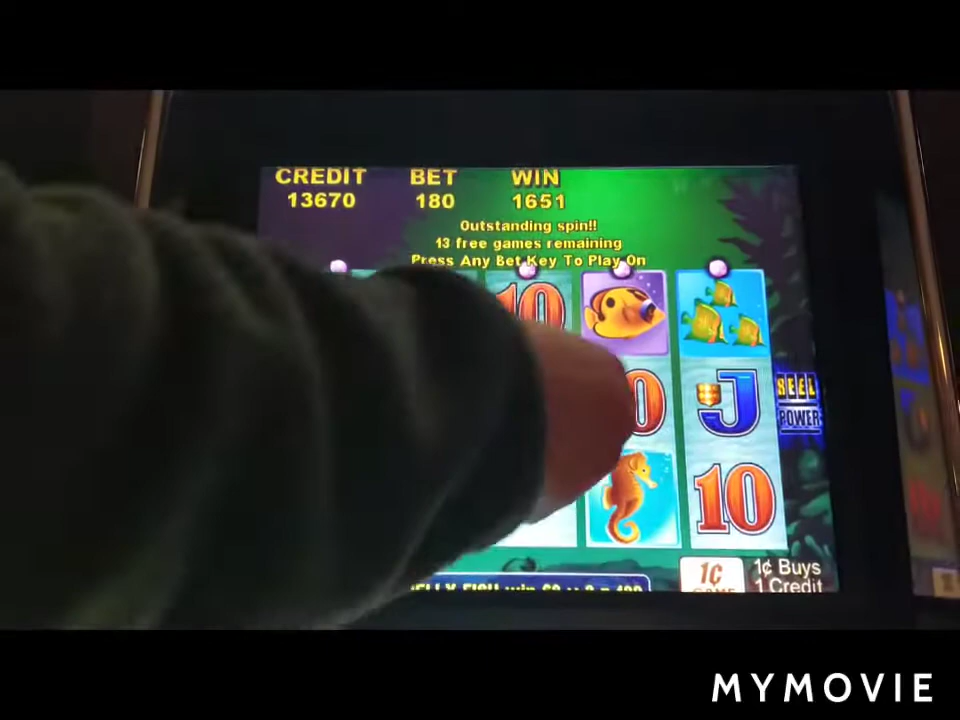 CREDIT BET WIN
13670 180 1651
Outstanding spin!!
13 free games remaining
Press Any Bet Key To Play On
10
J
10
REEL
POWER
1¢
GAME
1¢ Buys
1 Credit
MYMOVIE